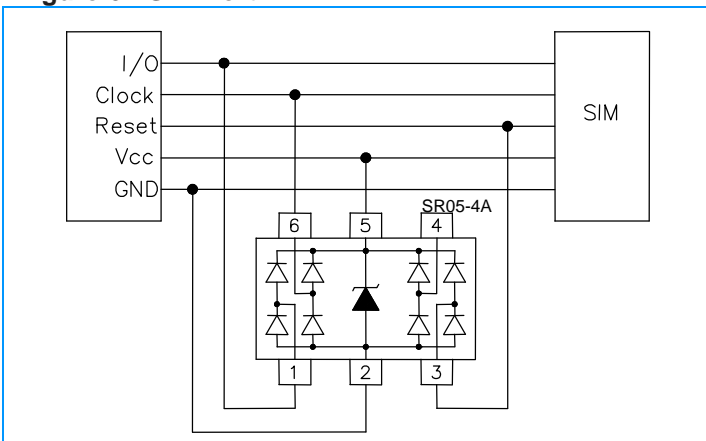 I/O
Clock
Reset
Vcc
GND
SIM
SR05-4A
6 5 4
1 2 3